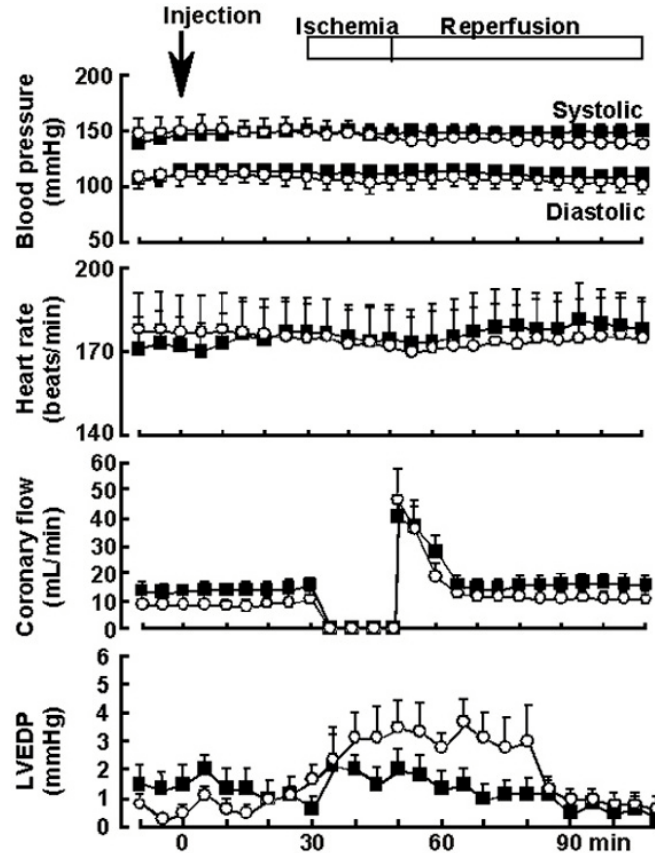 Injection
Ischemia Reperfusion
200
150
100
50
Blood pressure
(mmHg)
Systolic
Diastolic
200
170
140
Heart rate
(beats/min)
60
50
40
30
20
10
0
Coronary flow
(mL/min)
6
5
4
3
2
1
0
LVEDP
(mmHg)
0 30 60 90 min